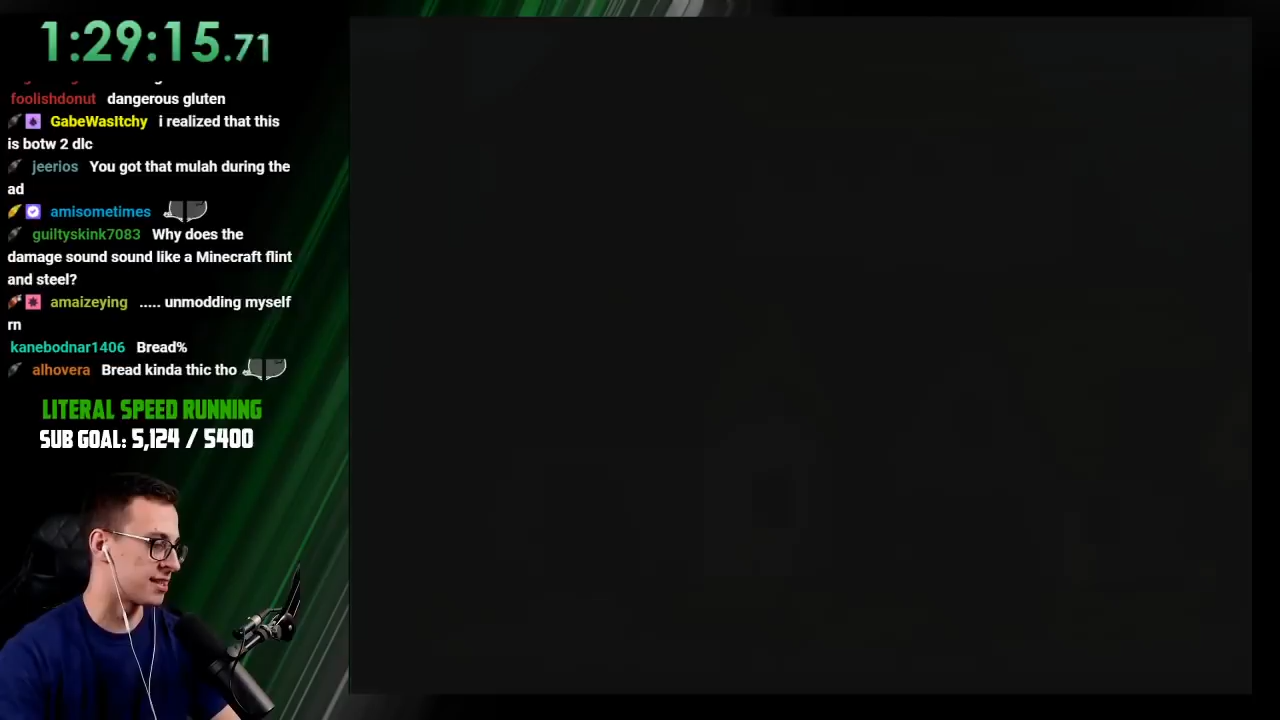 1:29:15.71
foolishdonut dangerous gluten
GabeWasItchy i realized that this
is botw 2 dlc
jeerios You got that mulah during the
ad
amisometimes
guiltyskink7083 Why does the
damage sound sound like a Minecraft flint
and steel?
amaizeying ..... unmodding myself
rn
kanebodnar1406 Bread%
alhovera Bread kinda thic tho
LITERAL SPEED RUNNING
SUB GOAL: 5,124 / 5400